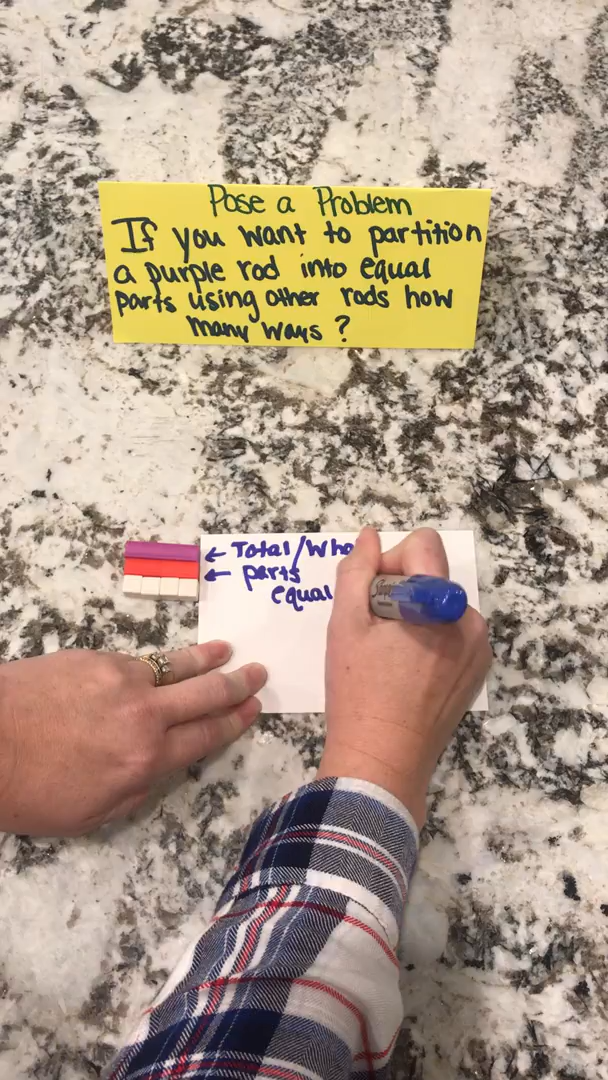 Pose a Problem
If you want to partition
a purple rod into equal
parts using other rods how
many ways ?
← Total/Who
← parts
equal